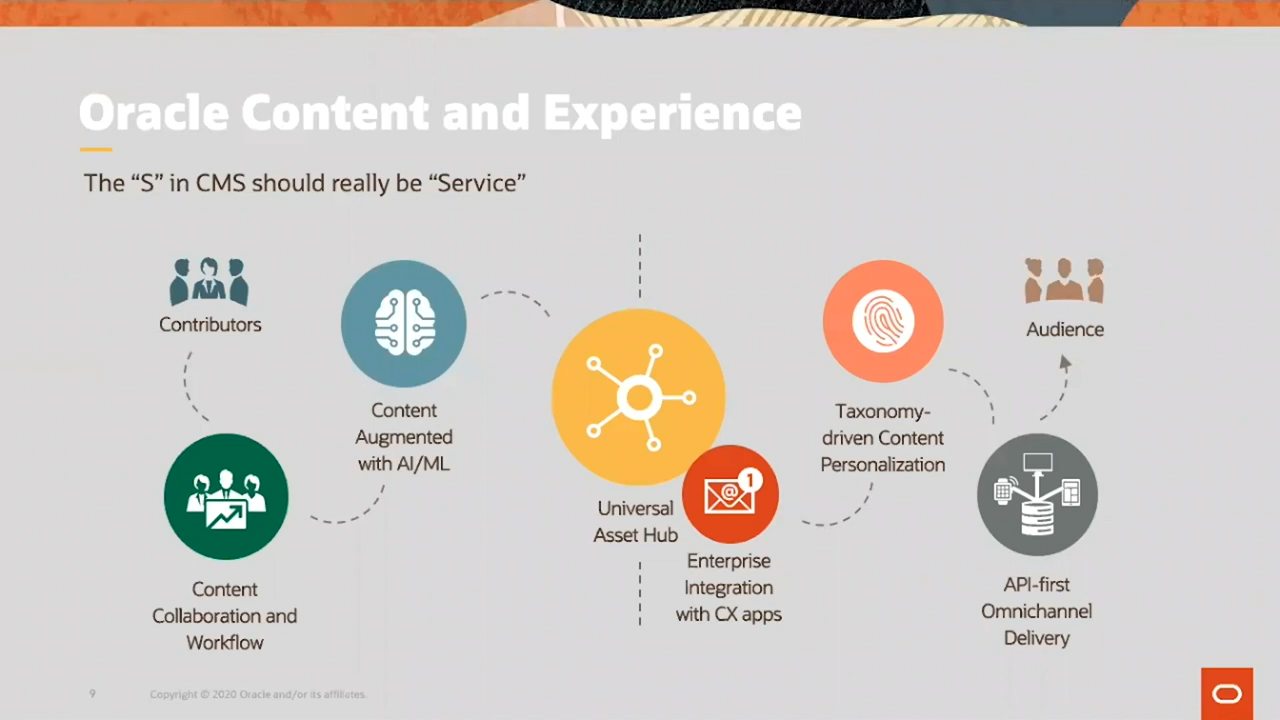 Oracle Content and Experience
The “S” in CMS should really be “Service”
Contributors
Content
Collaboration and
Workflow
Content
Augmented
with AI/ML
Universal
Asset Hub
@
1
Enterprise
Integration
with CX apps
Taxonomy-
driven Content
Personalization
API-first
Omnichannel
Delivery
Audience
9
Copyright © 2020 Oracle and/or its affiliates.